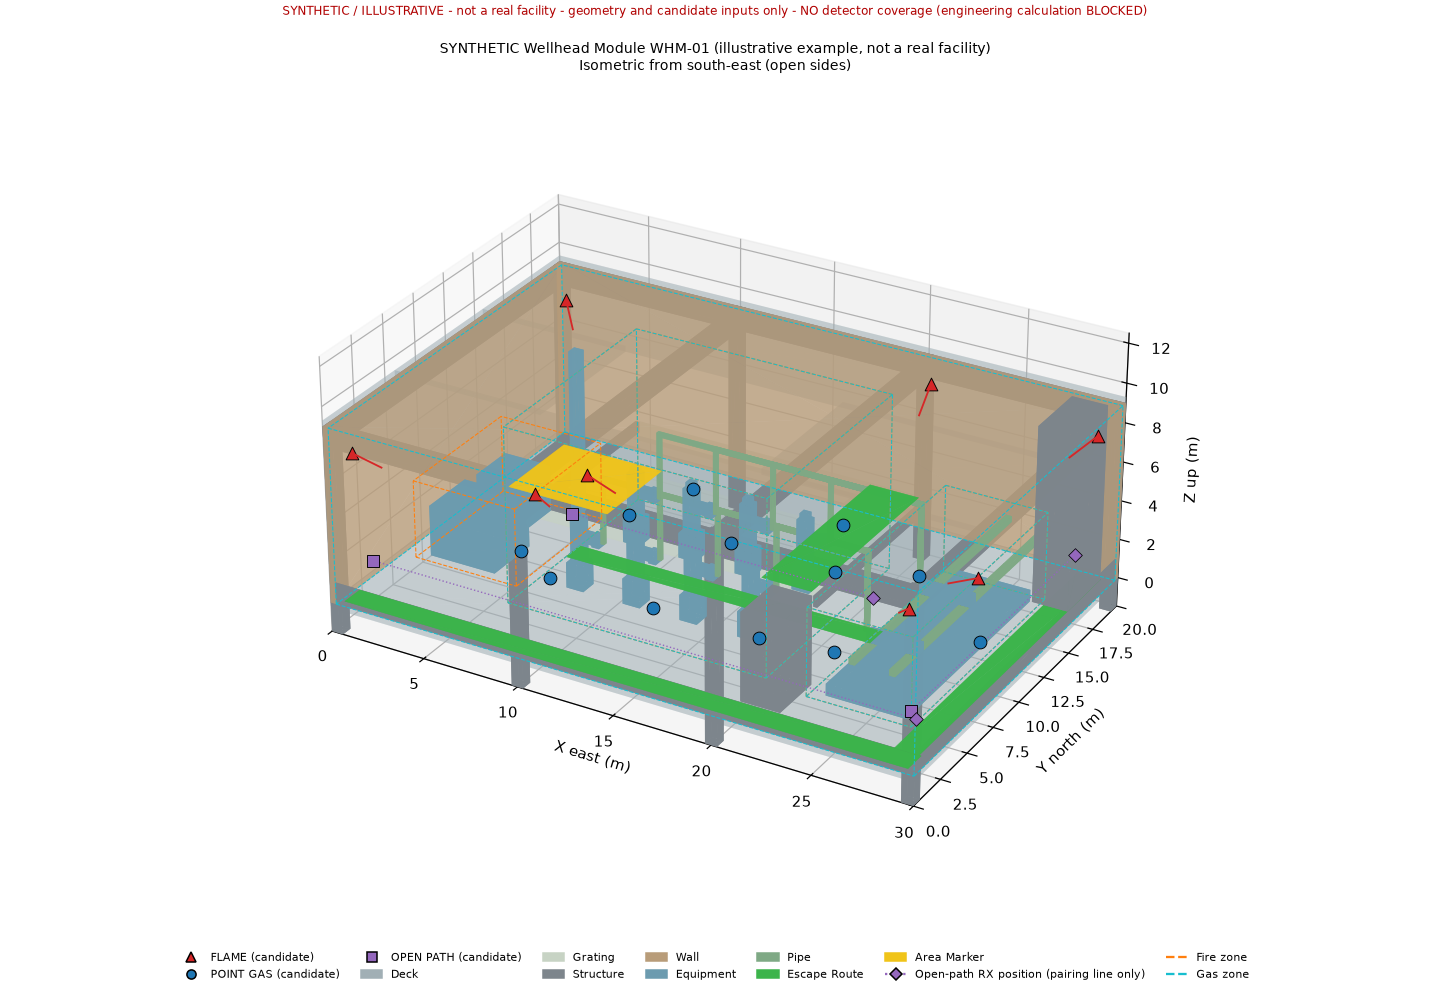 SYNTHETIC / ILLUSTRATIVE - not a real facility - geometry and candidate inputs only - NO detector coverage (engineering calculation BLOCKED)
SYNTHETIC Wellhead Module WHM-01 (illustrative example, not a real facility)
Isometric from south-east (open sides)
12
10
8
6
4
2
0
Z up (m)
0
5
10
15
20
25
30
X east (m)
20.0
17.5
15.0
12.5
10.0
7.5
5.0
2.5
0.0
Y north (m)
FLAME (candidate)
POINT GAS (candidate)
OPEN PATH (candidate)
Deck
Grating
Structure
Wall
Equipment
Pipe
Escape Route
Area Marker
Open-path RX position (pairing line only)
Fire zone
Gas zone